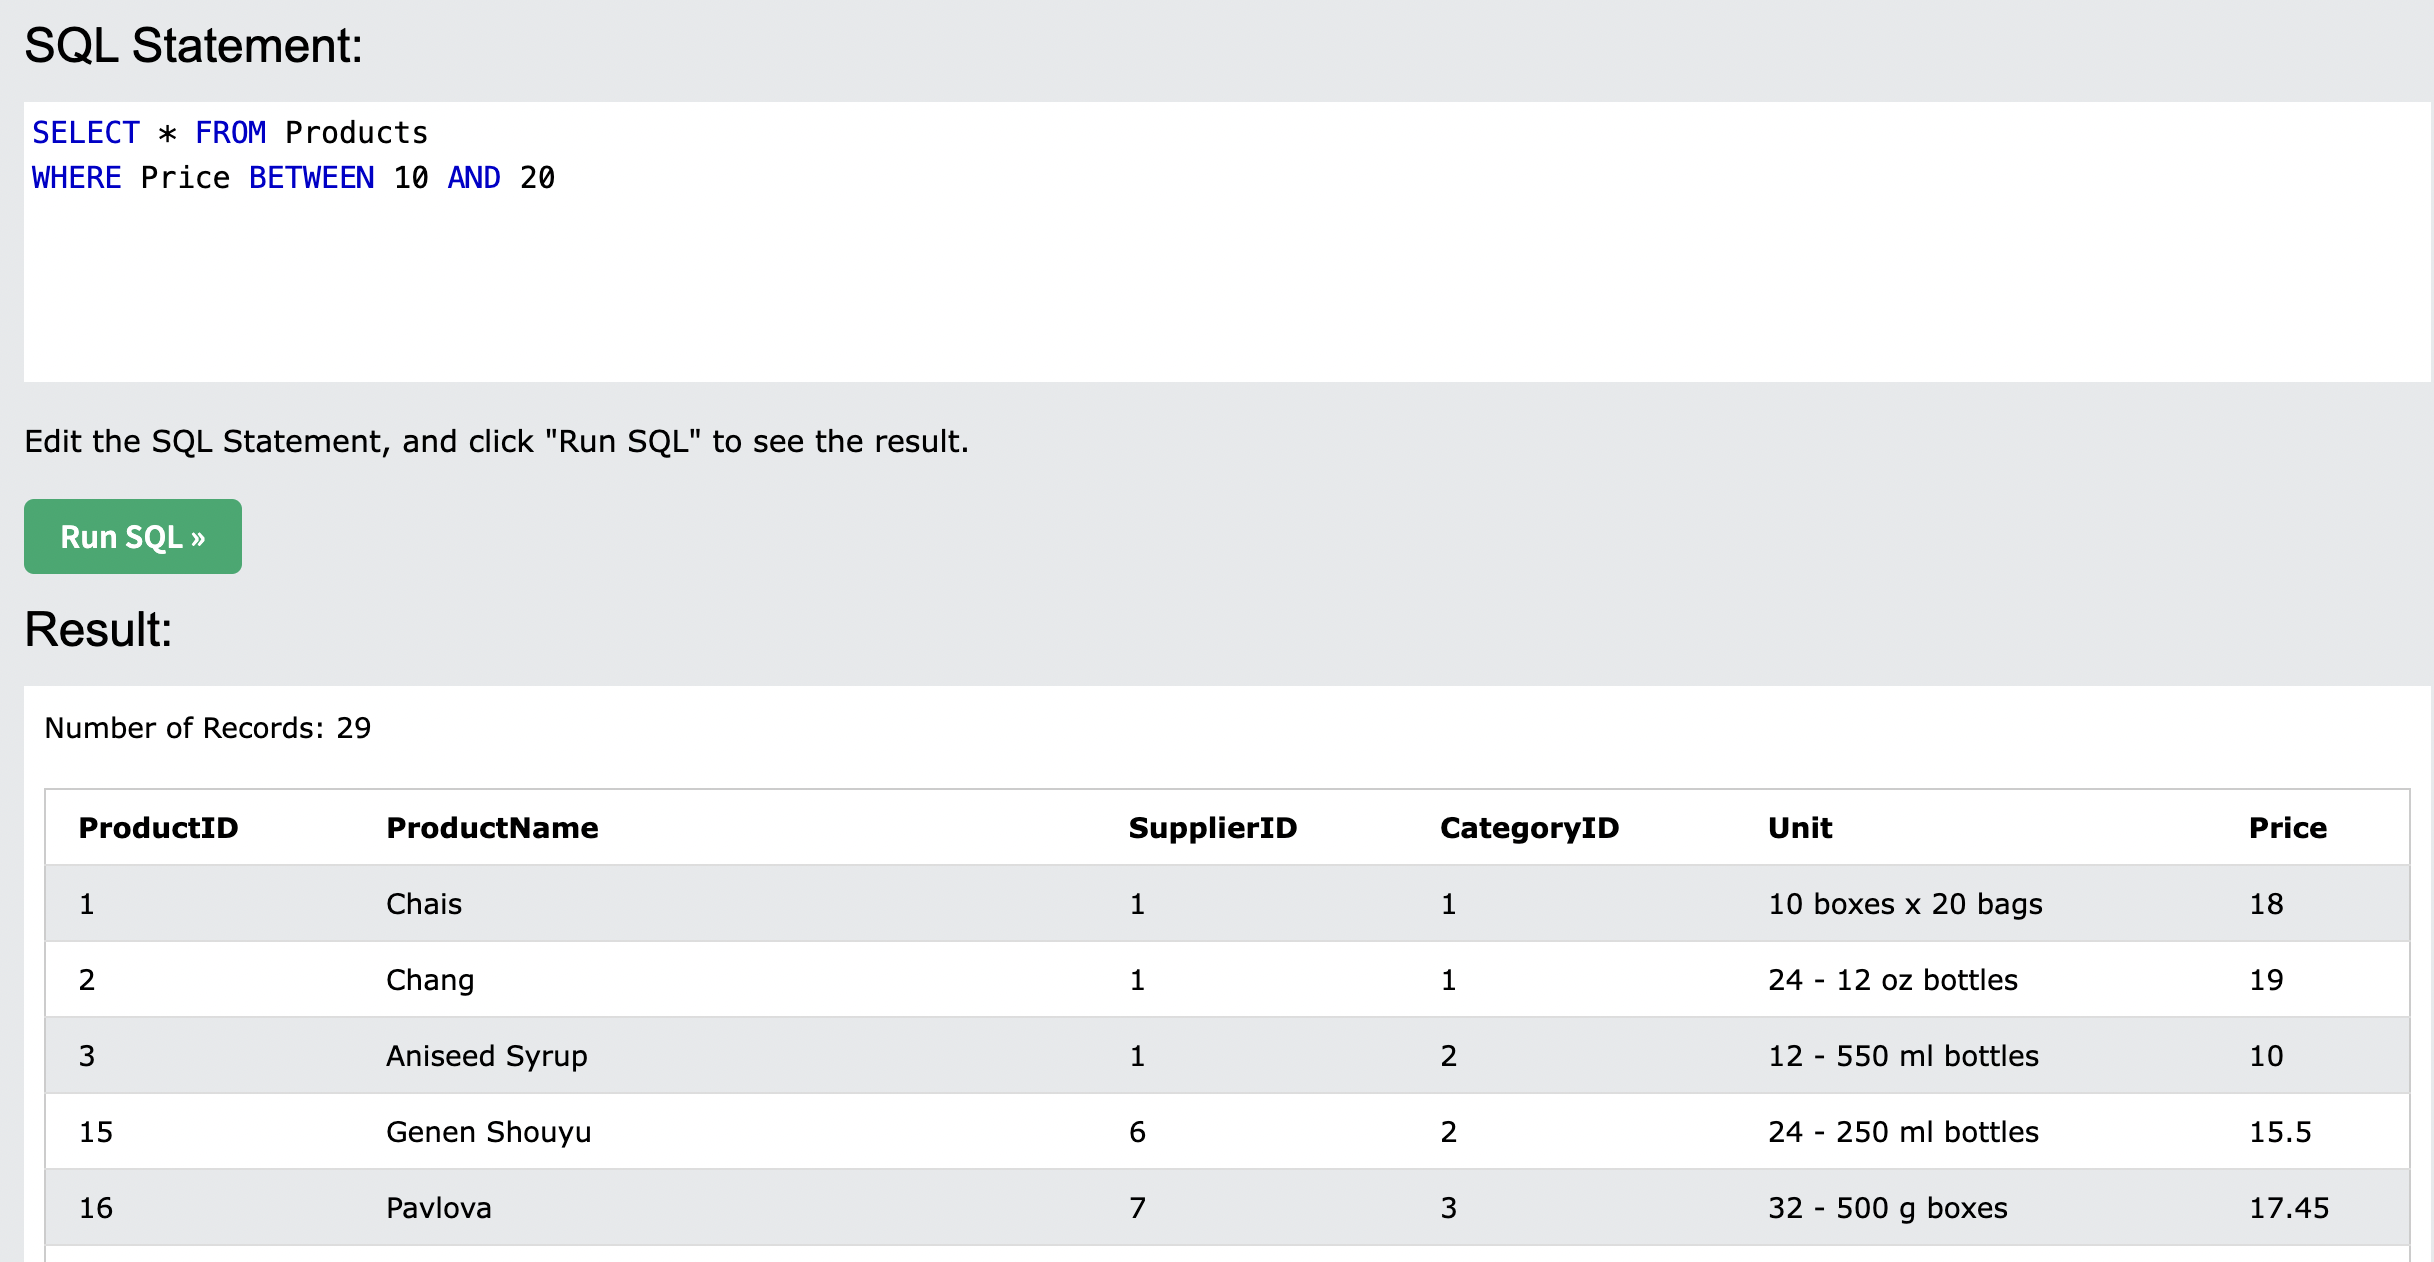 SQL Statement:
SELECT * FROM Products
WHERE Price BETWEEN 10 AND 20
Edit the SQL Statement, and click "Run SQL" to see the result.
Run SQL »
Result:
Number of Records: 29
ProductID ProductName SupplierID CategoryID Unit Price
1 Chais 1 1 10 boxes x 20 bags 18
2 Chang 1 1 24 - 12 oz bottles 19
3 Aniseed Syrup 1 2 12 - 550 ml bottles 10
15 Genen Shouyu 6 2 24 - 250 ml bottles 15.5
16 Pavlova 7 3 32 - 500 g boxes 17.45